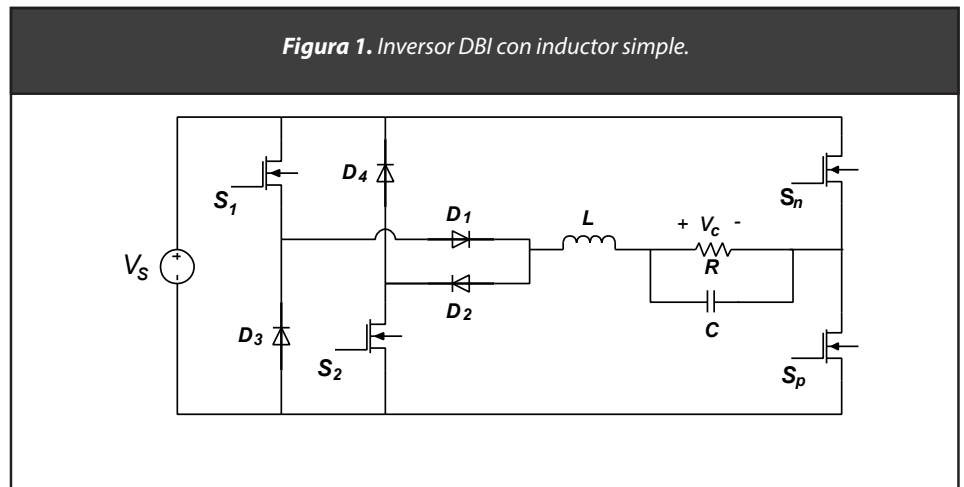 Figura 1. Inversor DBI con inductor simple.
S1
D4
Sn
D1
L
+ Vc -
R
VS
+
-
D2
C
D3
S2
Sp